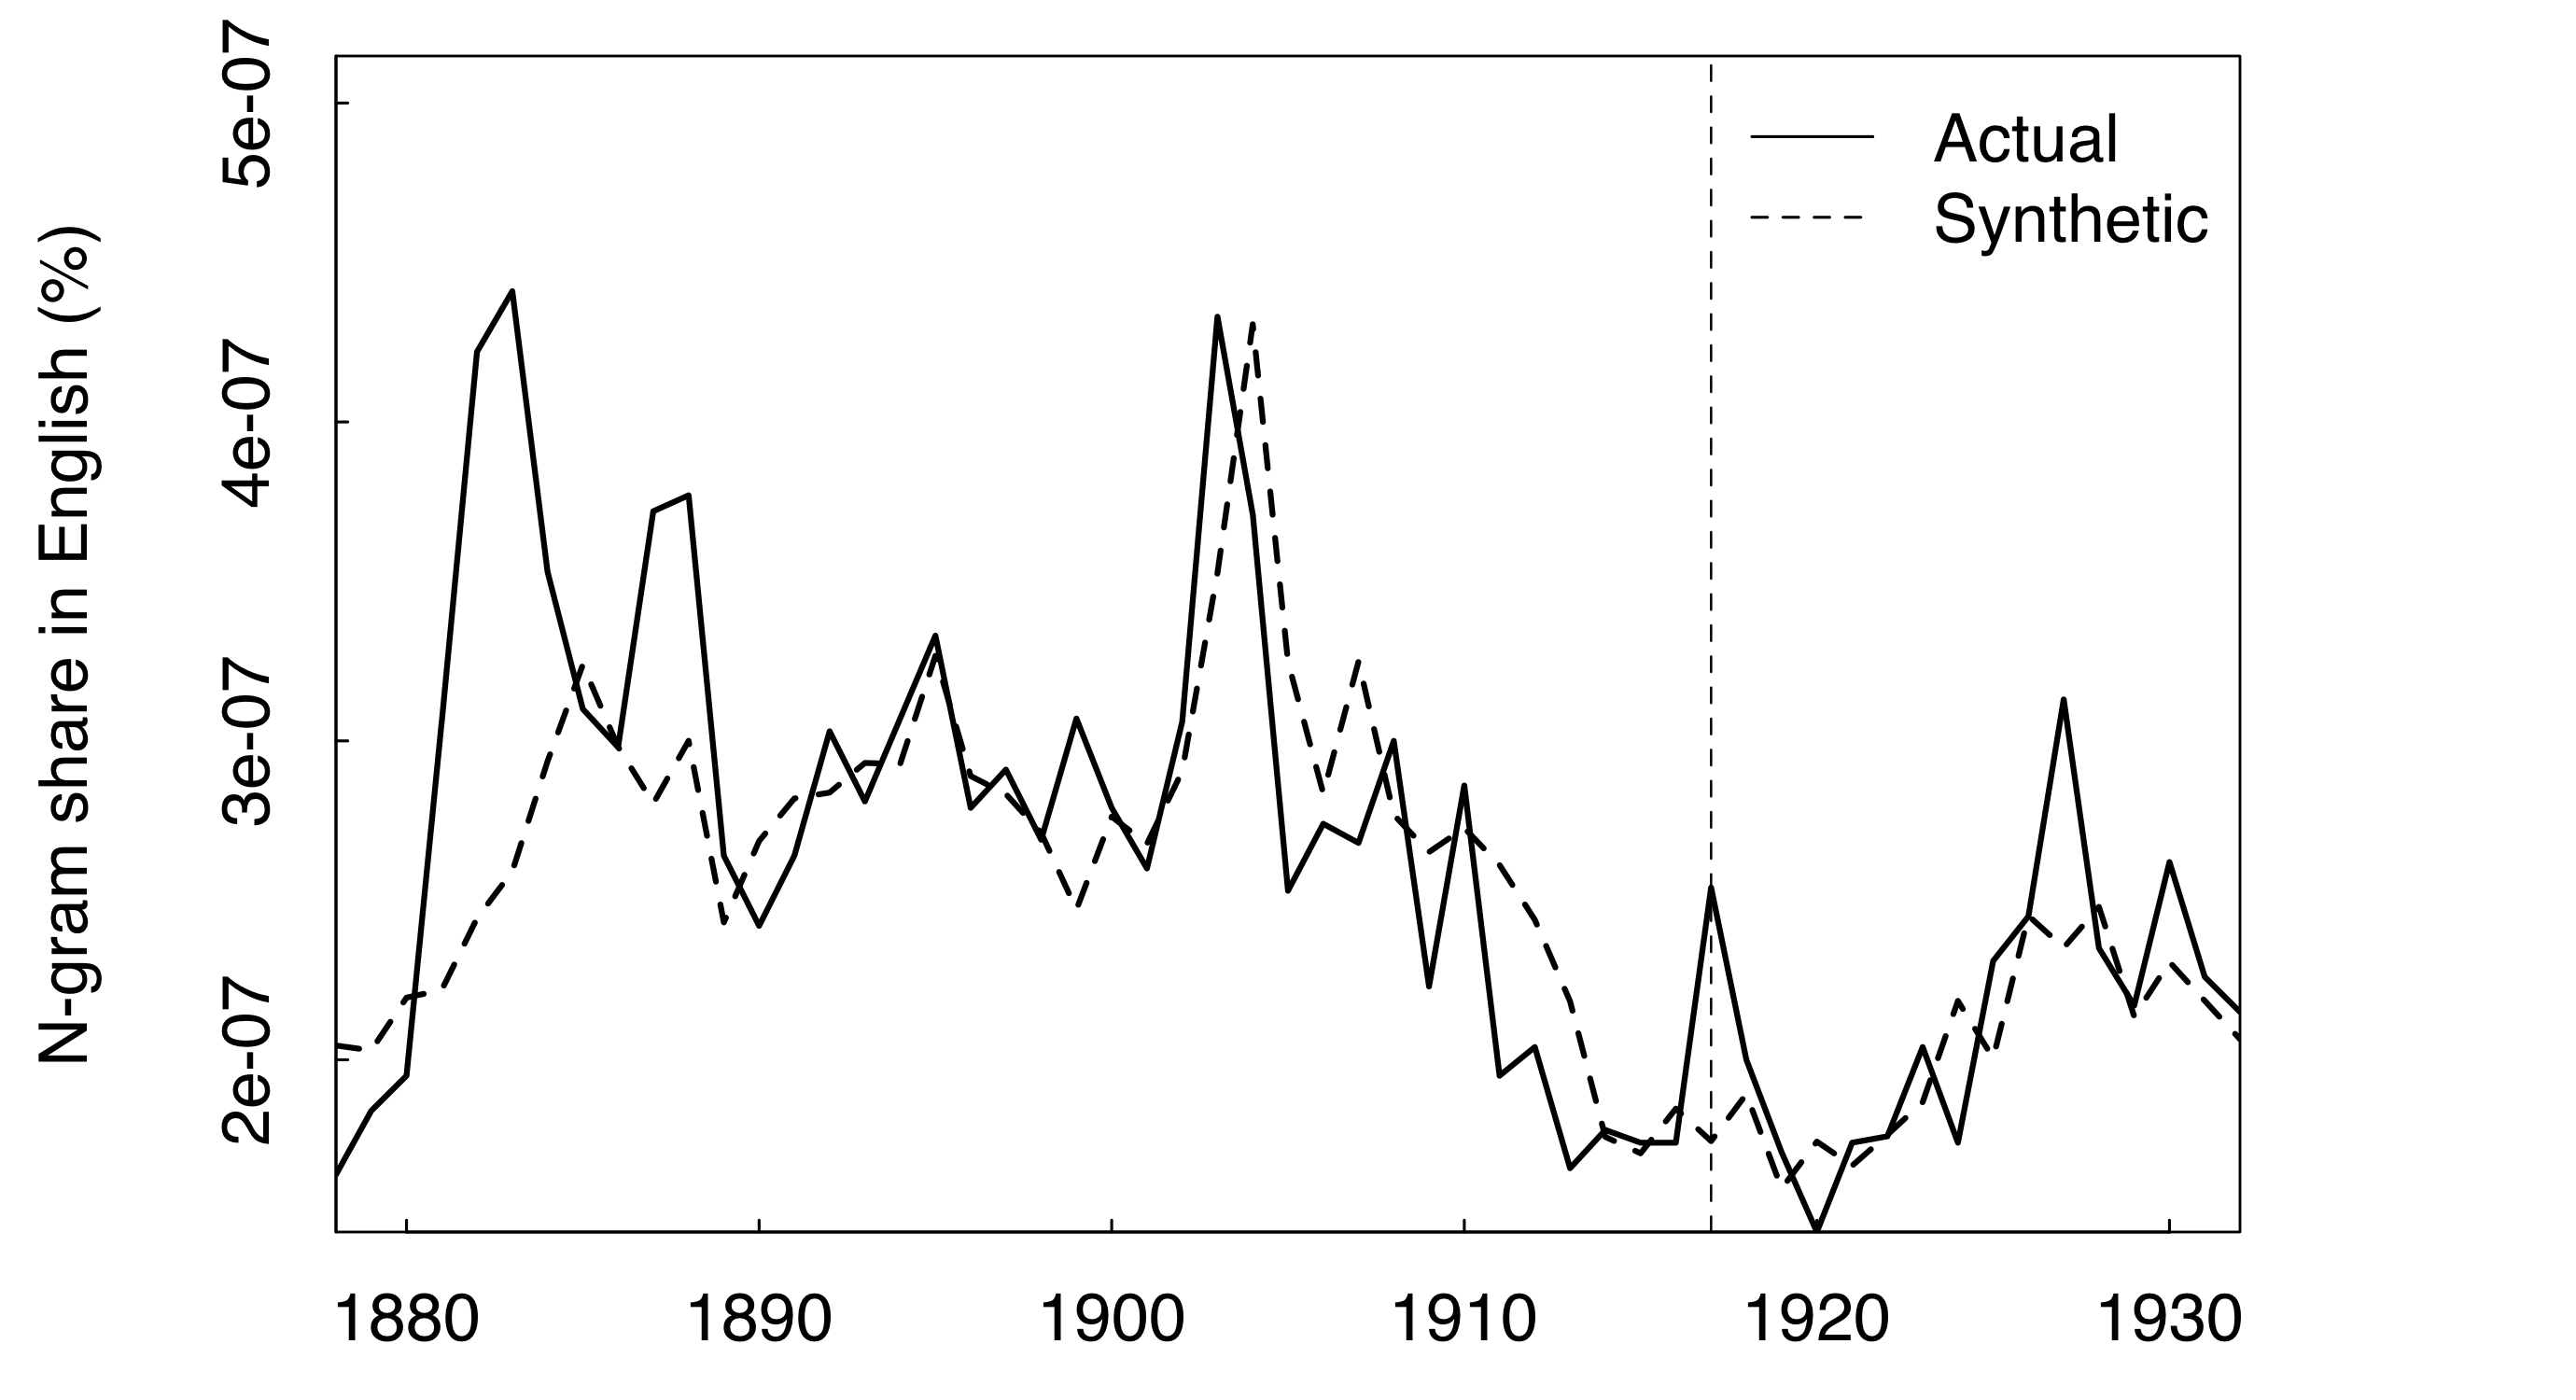 N-gram share in English (%)
5e-07
4e-07
3e-07
2e-07
Actual
Synthetic
1880 1890 1900 1910 1920 1930